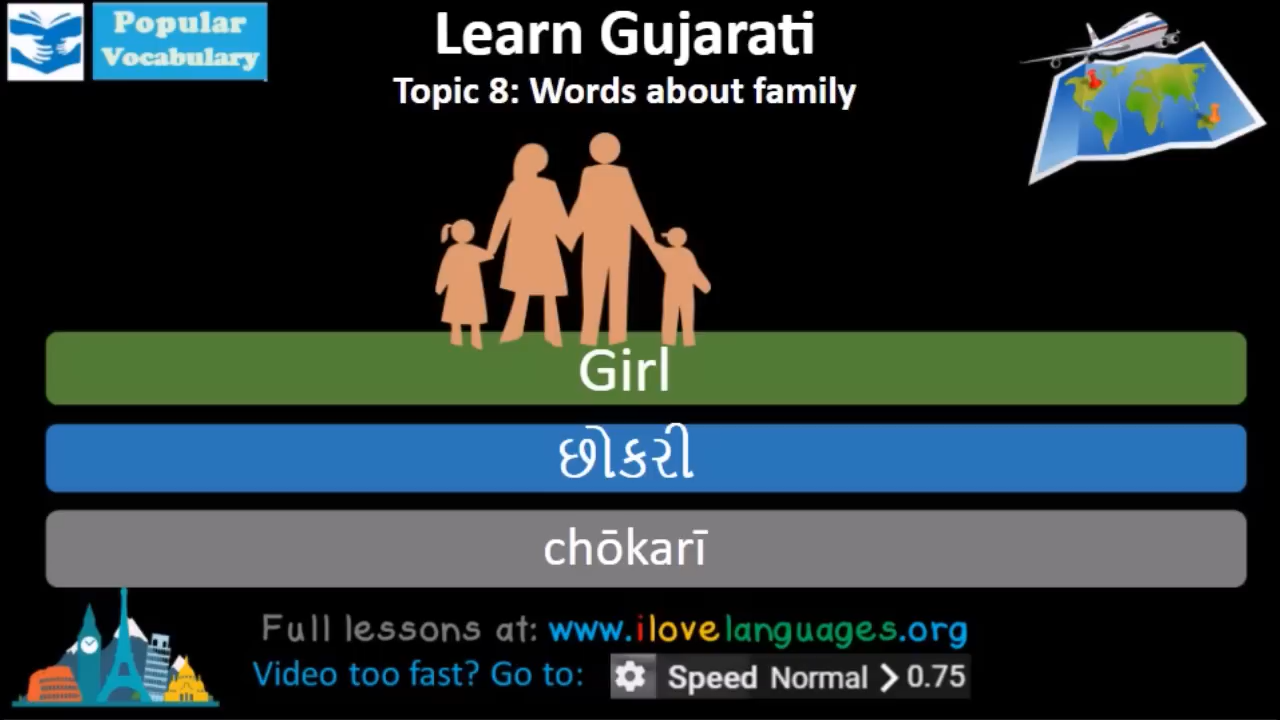 Popular
Vocabulary
Learn Gujarati
Topic 8: Words about family
Girl
છોકરી
chōkarī
Full lessons at: www.ilovelanguages.org
Video too fast? Go to: Speed Normal > 0.75